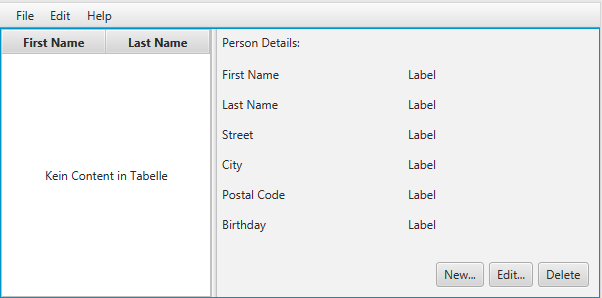 File Edit Help
First Name Last Name
Kein Content in Tabelle
Person Details:
First Name Label
Last Name Label
Street Label
City Label
Postal Code Label
Birthday Label
New... Edit... Delete